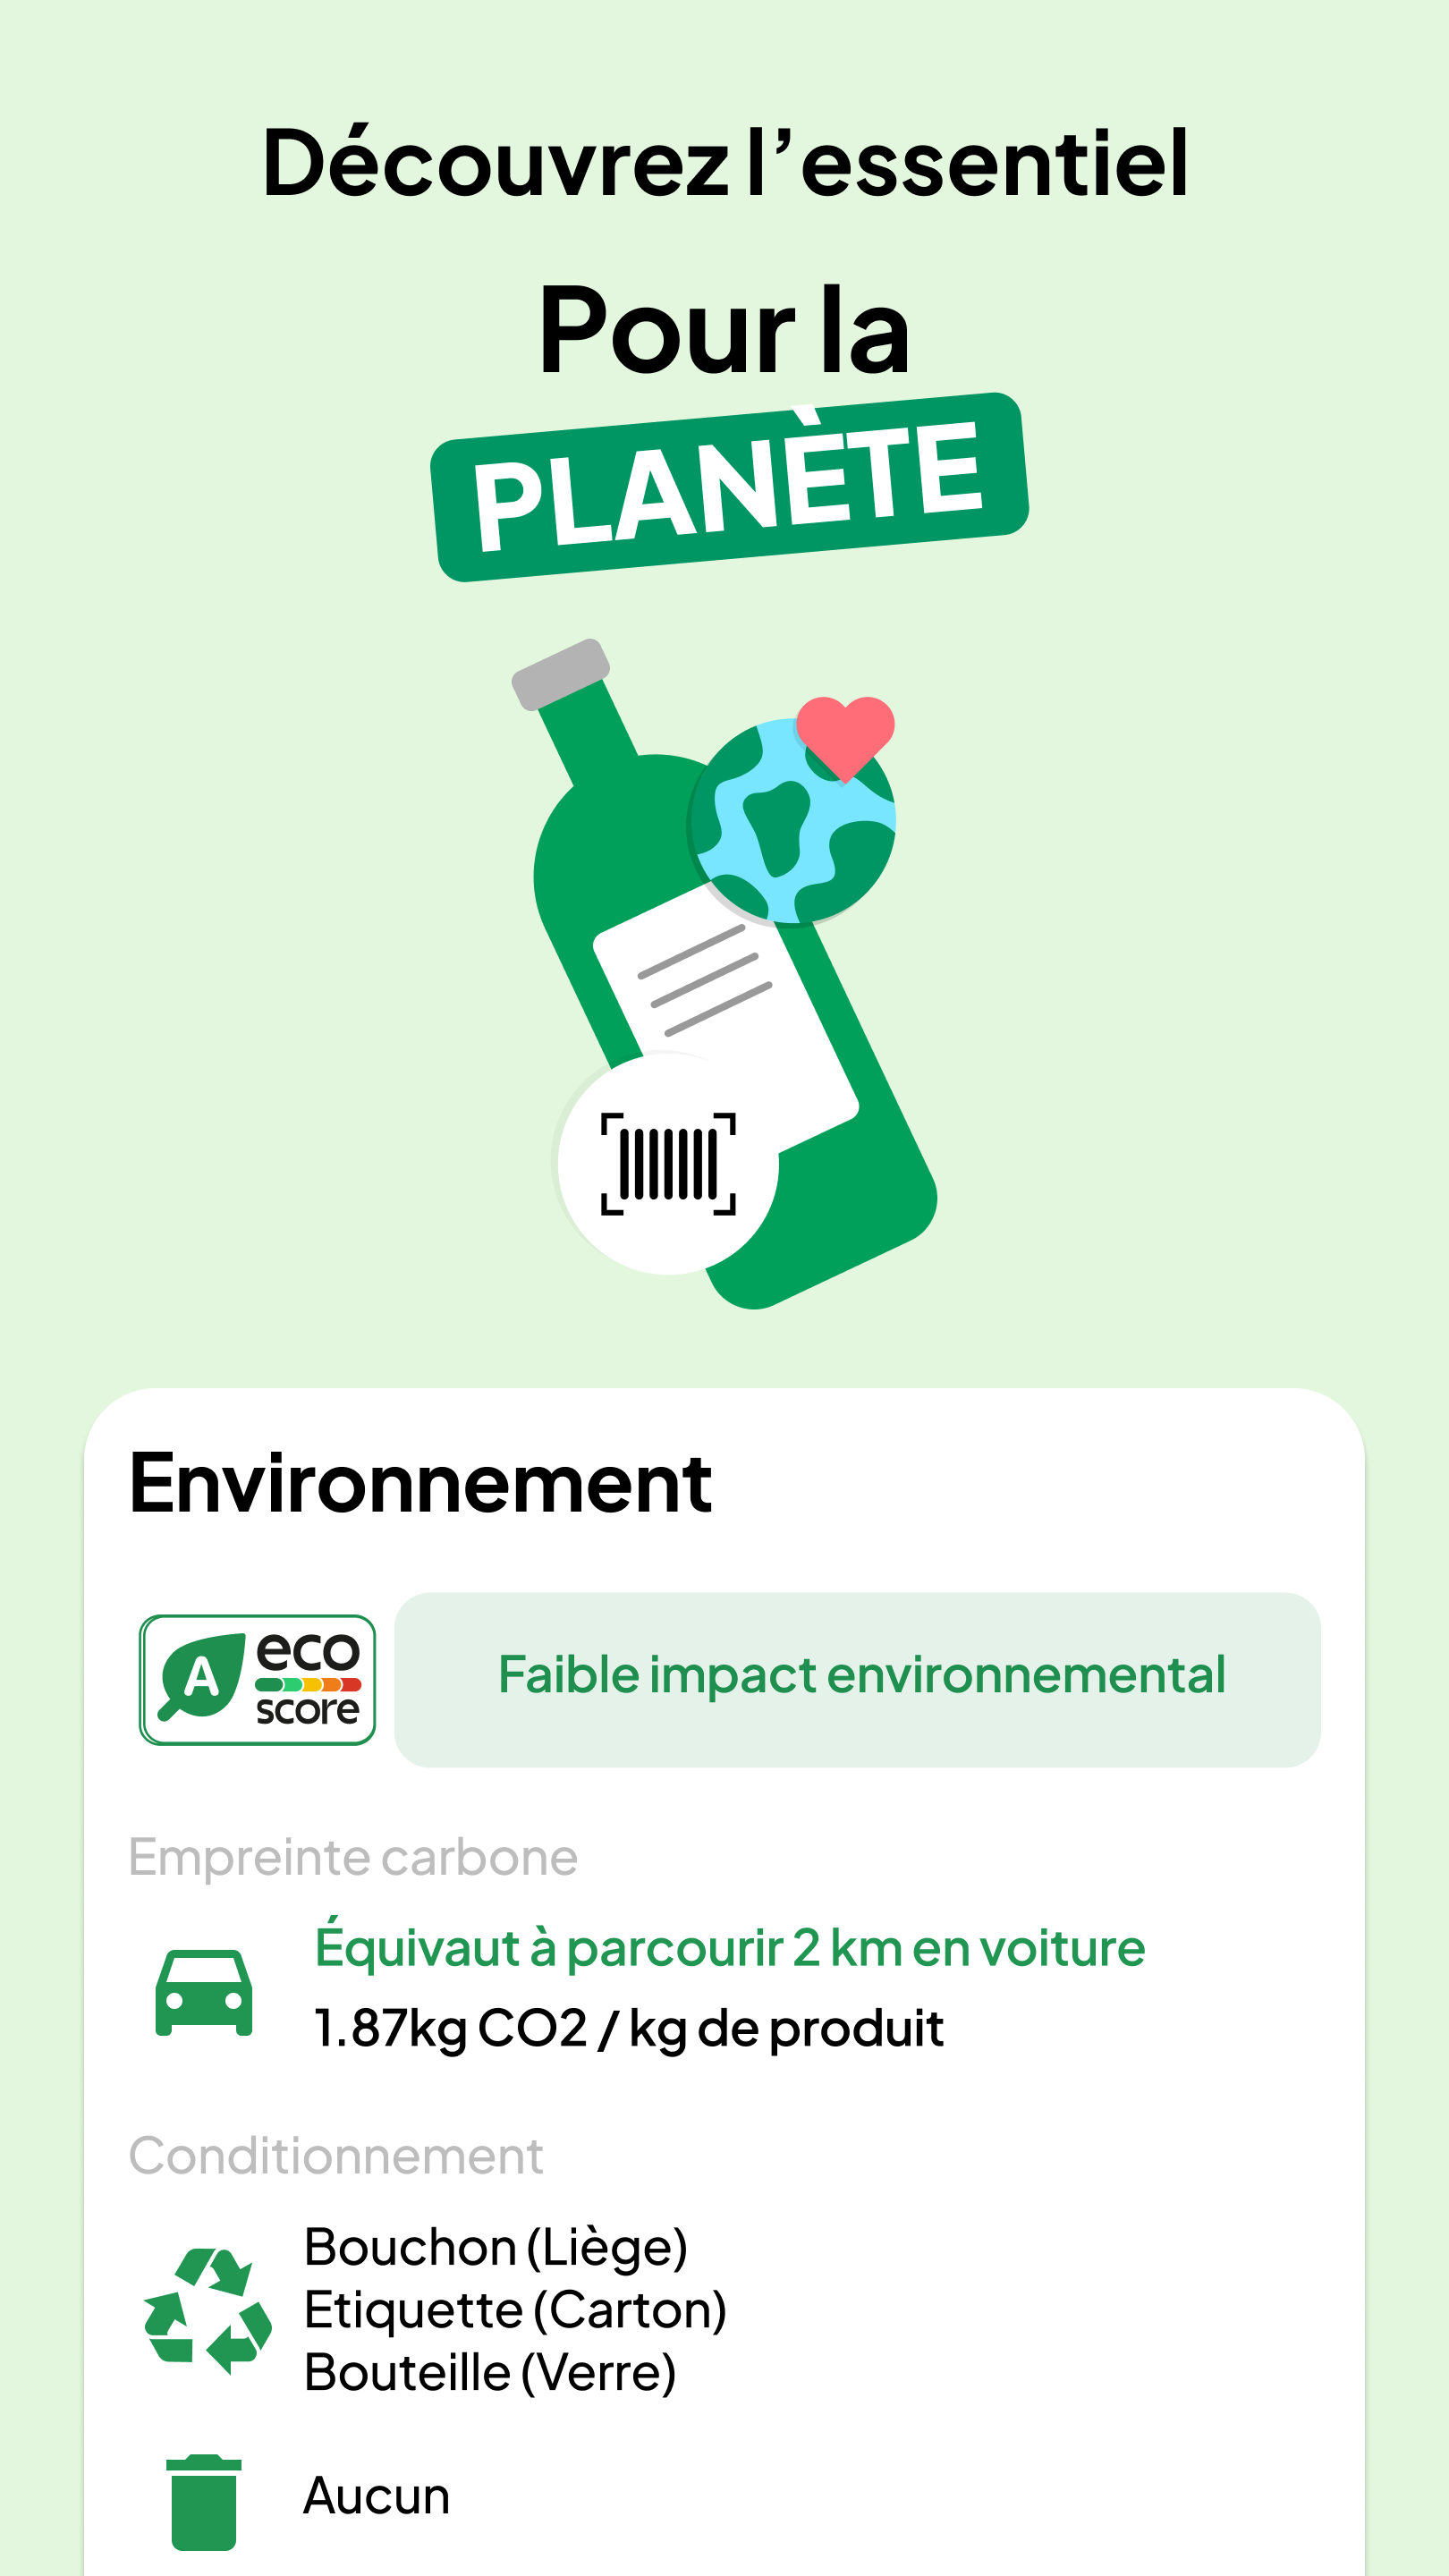 Découvrez l’essentiel
Pour la
PLANÈTE
Environnement
A
eco
score
Faible impact environnemental
Empreinte carbone
Équivaut à parcourir 2 km en voiture
1.87kg CO2 / kg de produit
Conditionnement
Bouchon (Liège)
Etiquette (Carton)
Bouteille (Verre)
Aucun